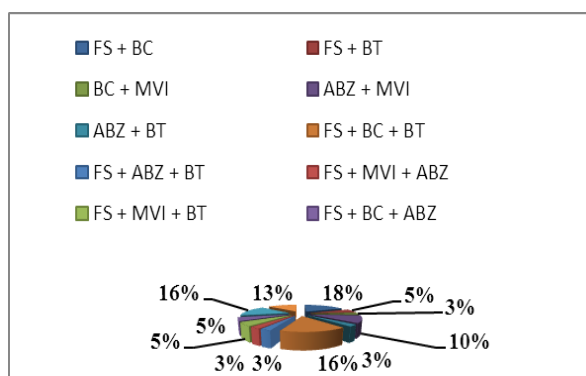 FS + BC FS + BT
BC + MVI ABZ + MVI
ABZ + BT FS + BC + BT
FS + ABZ + BT FS + MVI + ABZ
FS + MVI + BT FS + BC + ABZ
16% 13% 18% 5%
3%
5% 5% 10%
3% 3% 16% 3%